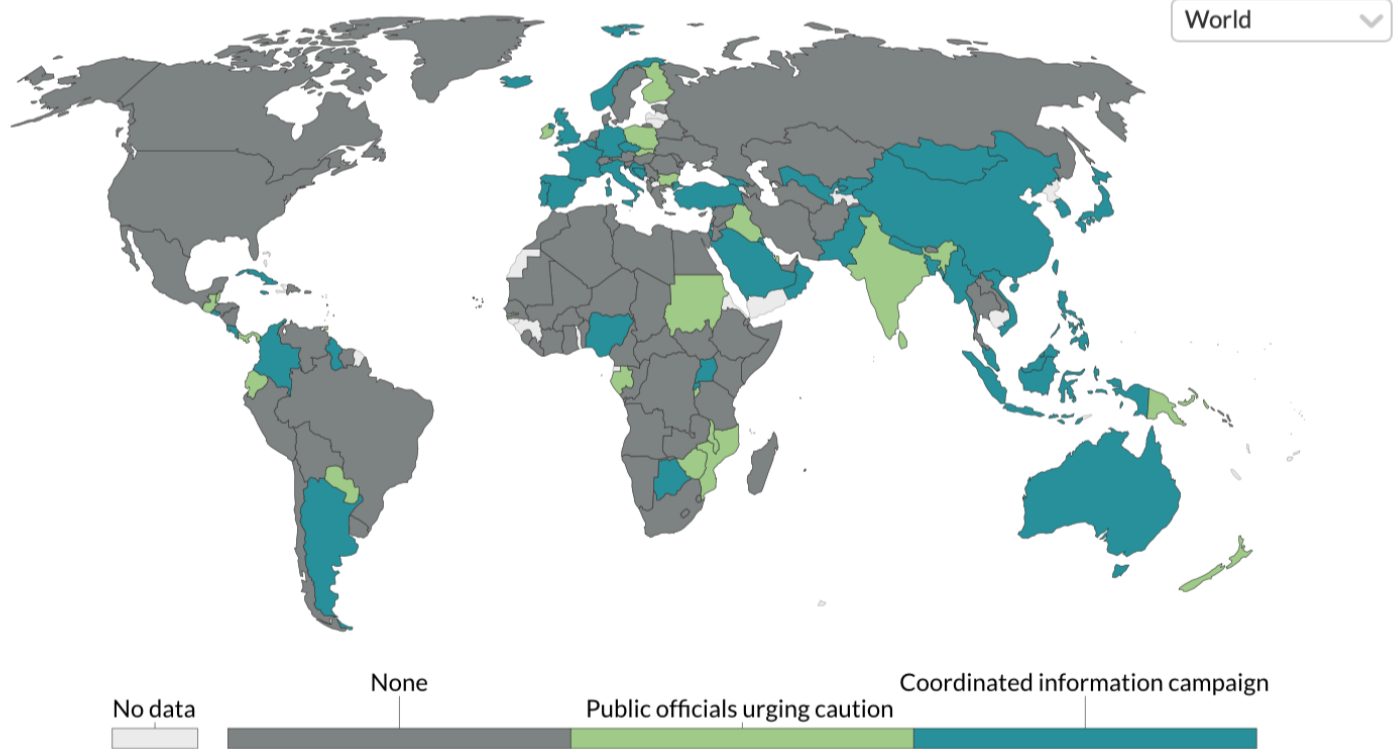 World
None
Coordinated information campaign
No data
Public officials urging caution